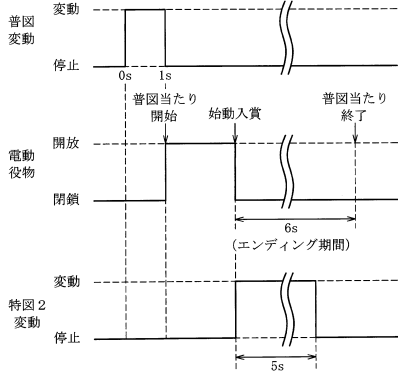 変動
普図
変動
停止
0s 1s
普図当たり
開始
始動入賞
普図当たり
終了
開放
電動
役物
閉鎖
6s
(エンディング期間)
変動
特図2
変動
停止
5s